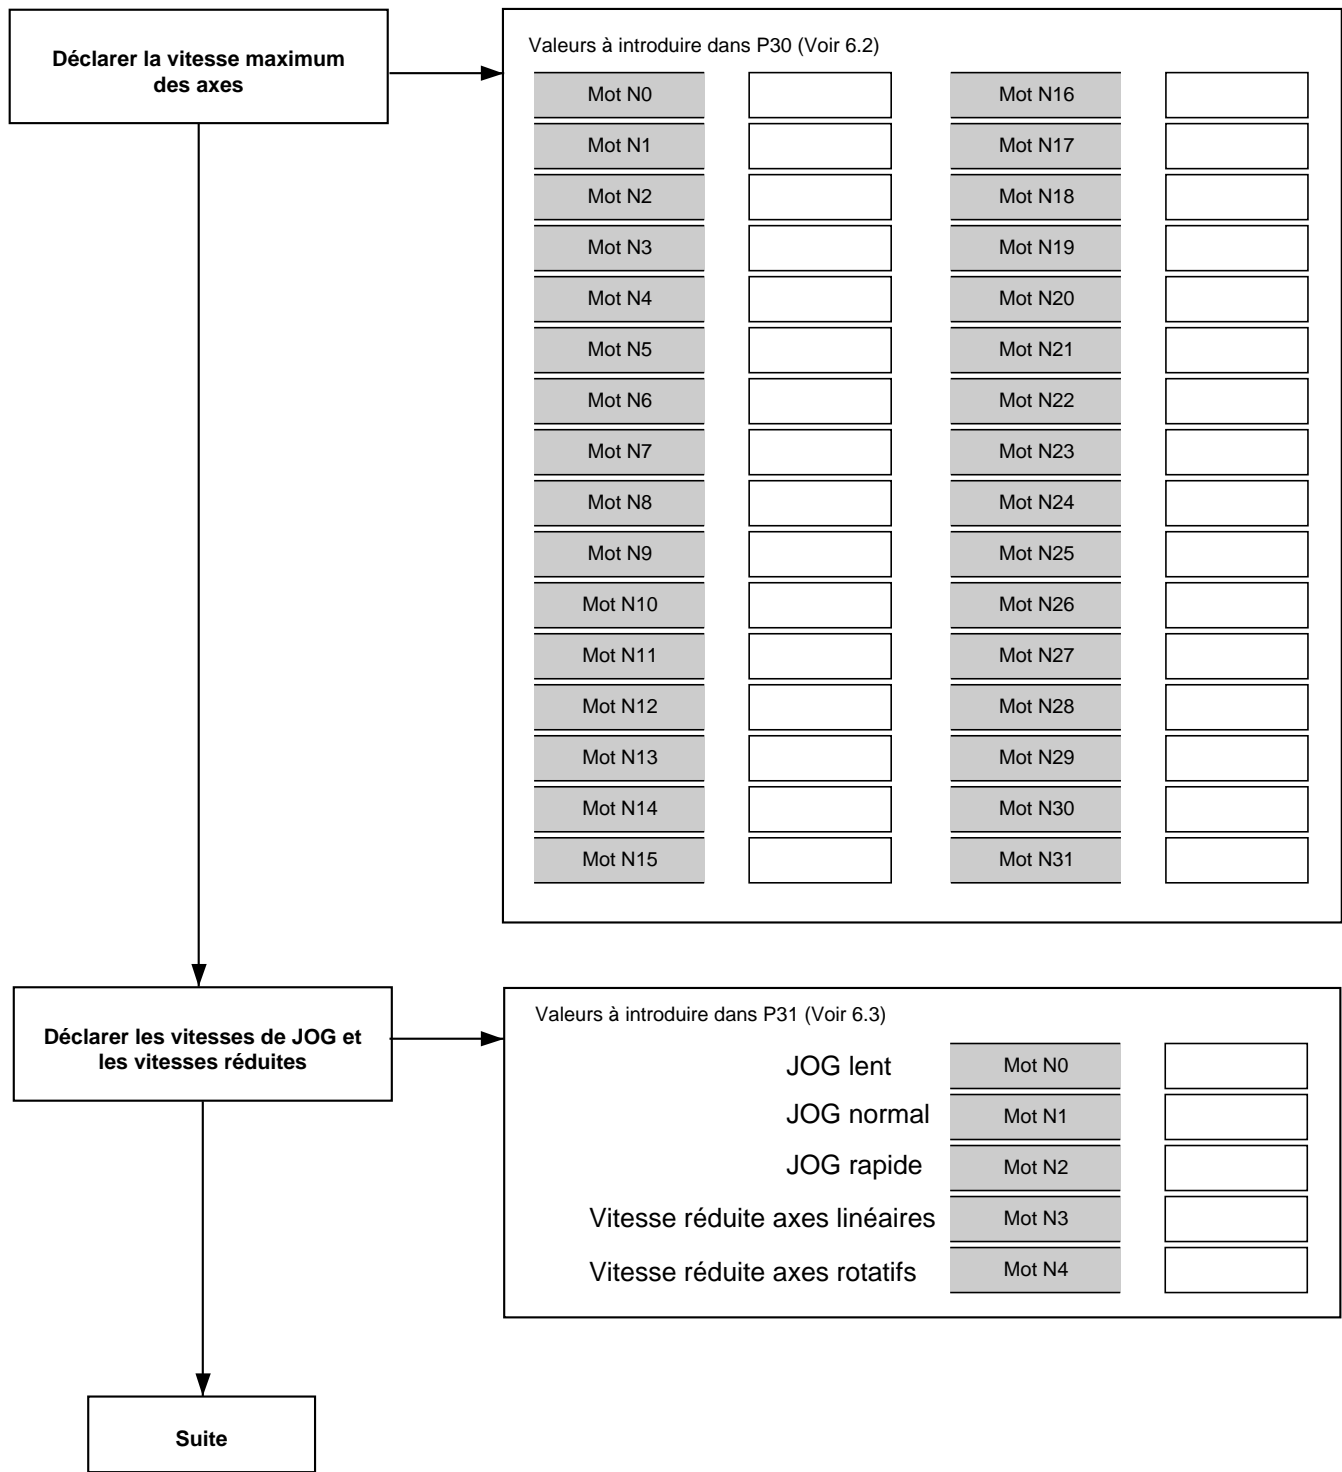 Déclarer la vitesse maximum
des axes
Valeurs à introduire dans P30 (Voir 6.2)
Mot N0
Mot N16
Mot N1
Mot N17
Mot N2
Mot N18
Mot N3
Mot N19
Mot N4
Mot N20
Mot N5
Mot N21
Mot N6
Mot N22
Mot N7
Mot N23
Mot N8
Mot N24
Mot N9
Mot N25
Mot N10
Mot N26
Mot N11
Mot N27
Mot N12
Mot N28
Mot N13
Mot N29
Mot N14
Mot N30
Mot N15
Mot N31
Déclarer les vitesses de JOG et
les vitesses réduites
Valeurs à introduire dans P31 (Voir 6.3)
JOG lent Mot N0
JOG normal Mot N1
JOG rapide Mot N2
Vitesse réduite axes linéaires Mot N3
Vitesse réduite axes rotatifs Mot N4
Suite